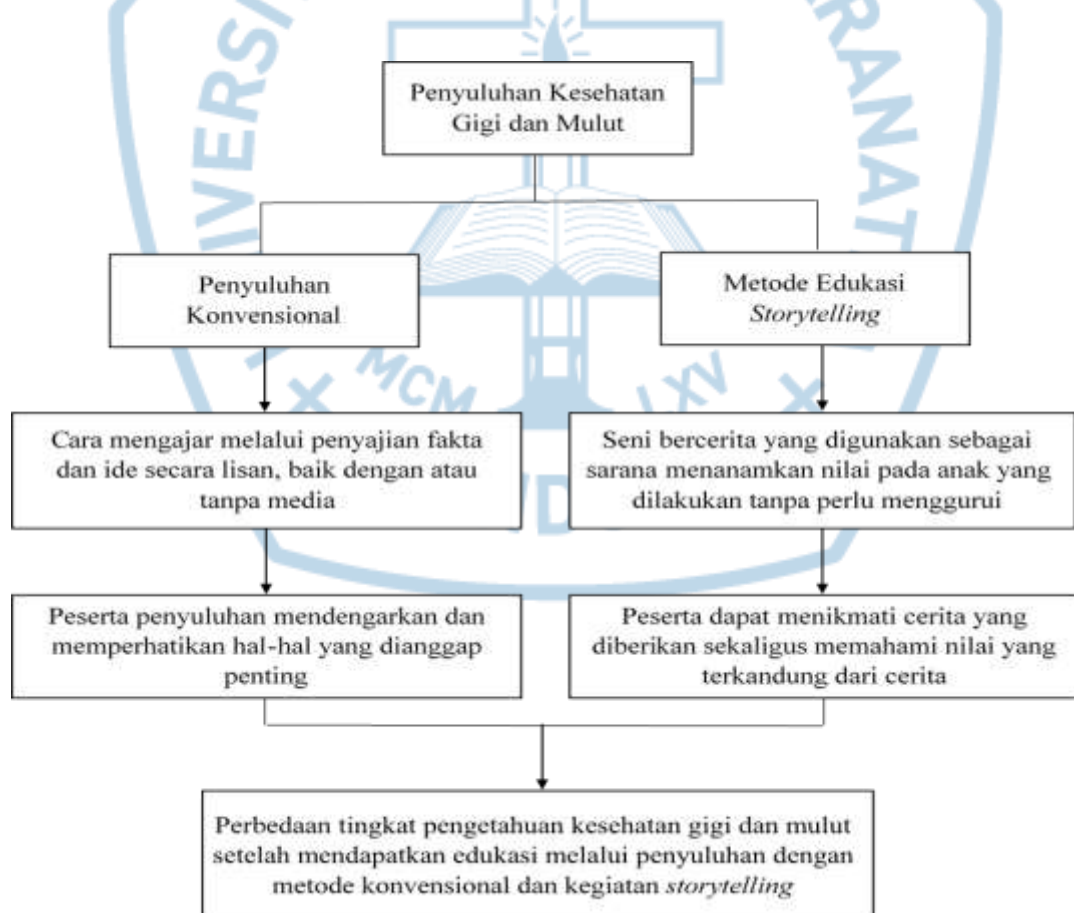 Penyuluhan Kesehatan
Gigi dan Mulut
Penyuluhan
Konvensional
Metode Edukasi
Storytelling
Cara mengajar melalui penyajian fakta
dan ide secara lisan, baik dengan atau
tanpa media
Seni bercerita yang digunakan sebagai
sarana menanamkan nilai pada anak yang
dilakukan tanpa perlu menggurui
Peserta penyuluhan mendengarkan dan
memperhatikan hal-hal yang dianggap
penting
Peserta dapat menikmati cerita yang
diberikan sekaligus memahami nilai yang
terkandung dari cerita
Perbedaan tingkat pengetahuan kesehatan gigi dan mulut
setelah mendapatkan edukasi melalui penyuluhan dengan
metode konvensional dan kegiatan storytelling
MCM
LXV